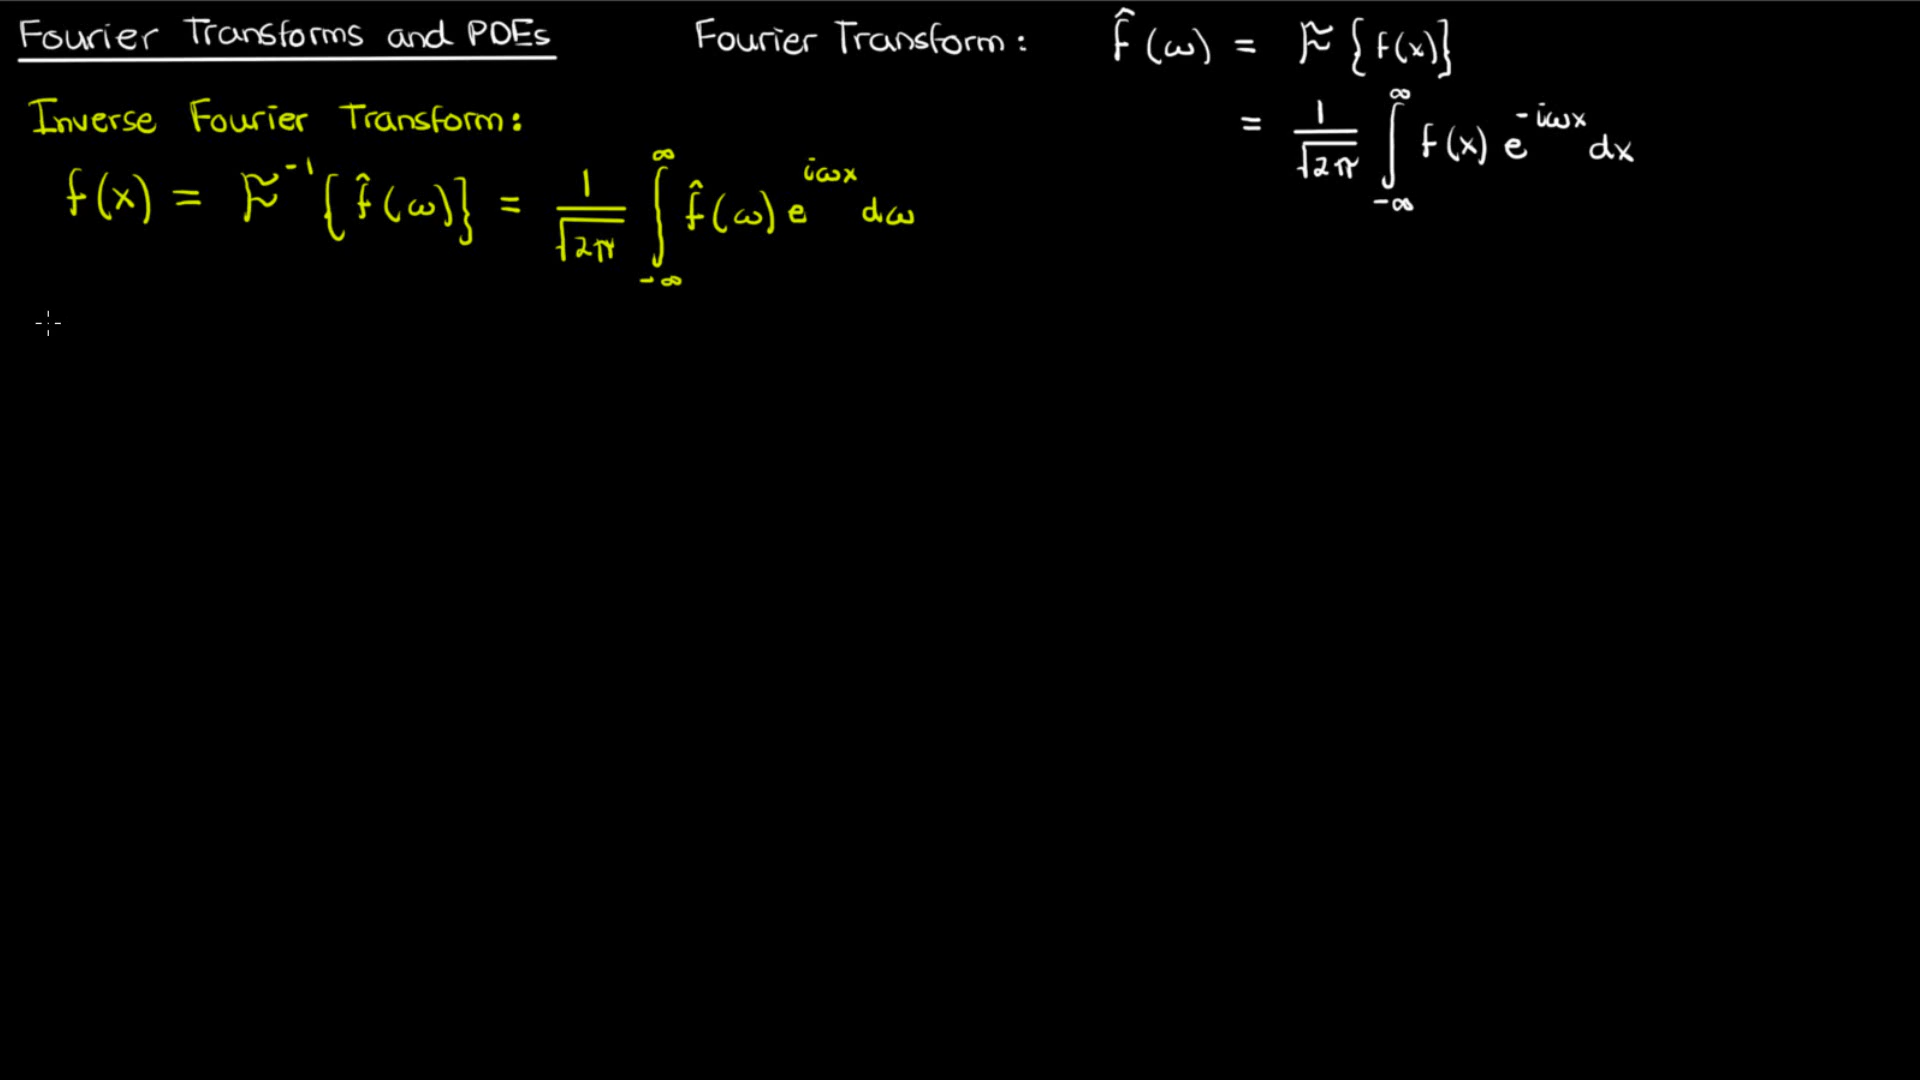 Fourier Transforms and PDEs
Fourier Transform: f̂(ω) = ℱ{f(x)}
= 1/√2π ∫_{-∞}^{∞} f(x) e^{-iωx} dx
Inverse Fourier Transform:
f(x) = ℱ⁻¹{f̂(ω)} = 1/√2π ∫_{-∞}^{∞} f̂(ω) e^{iωx} dω